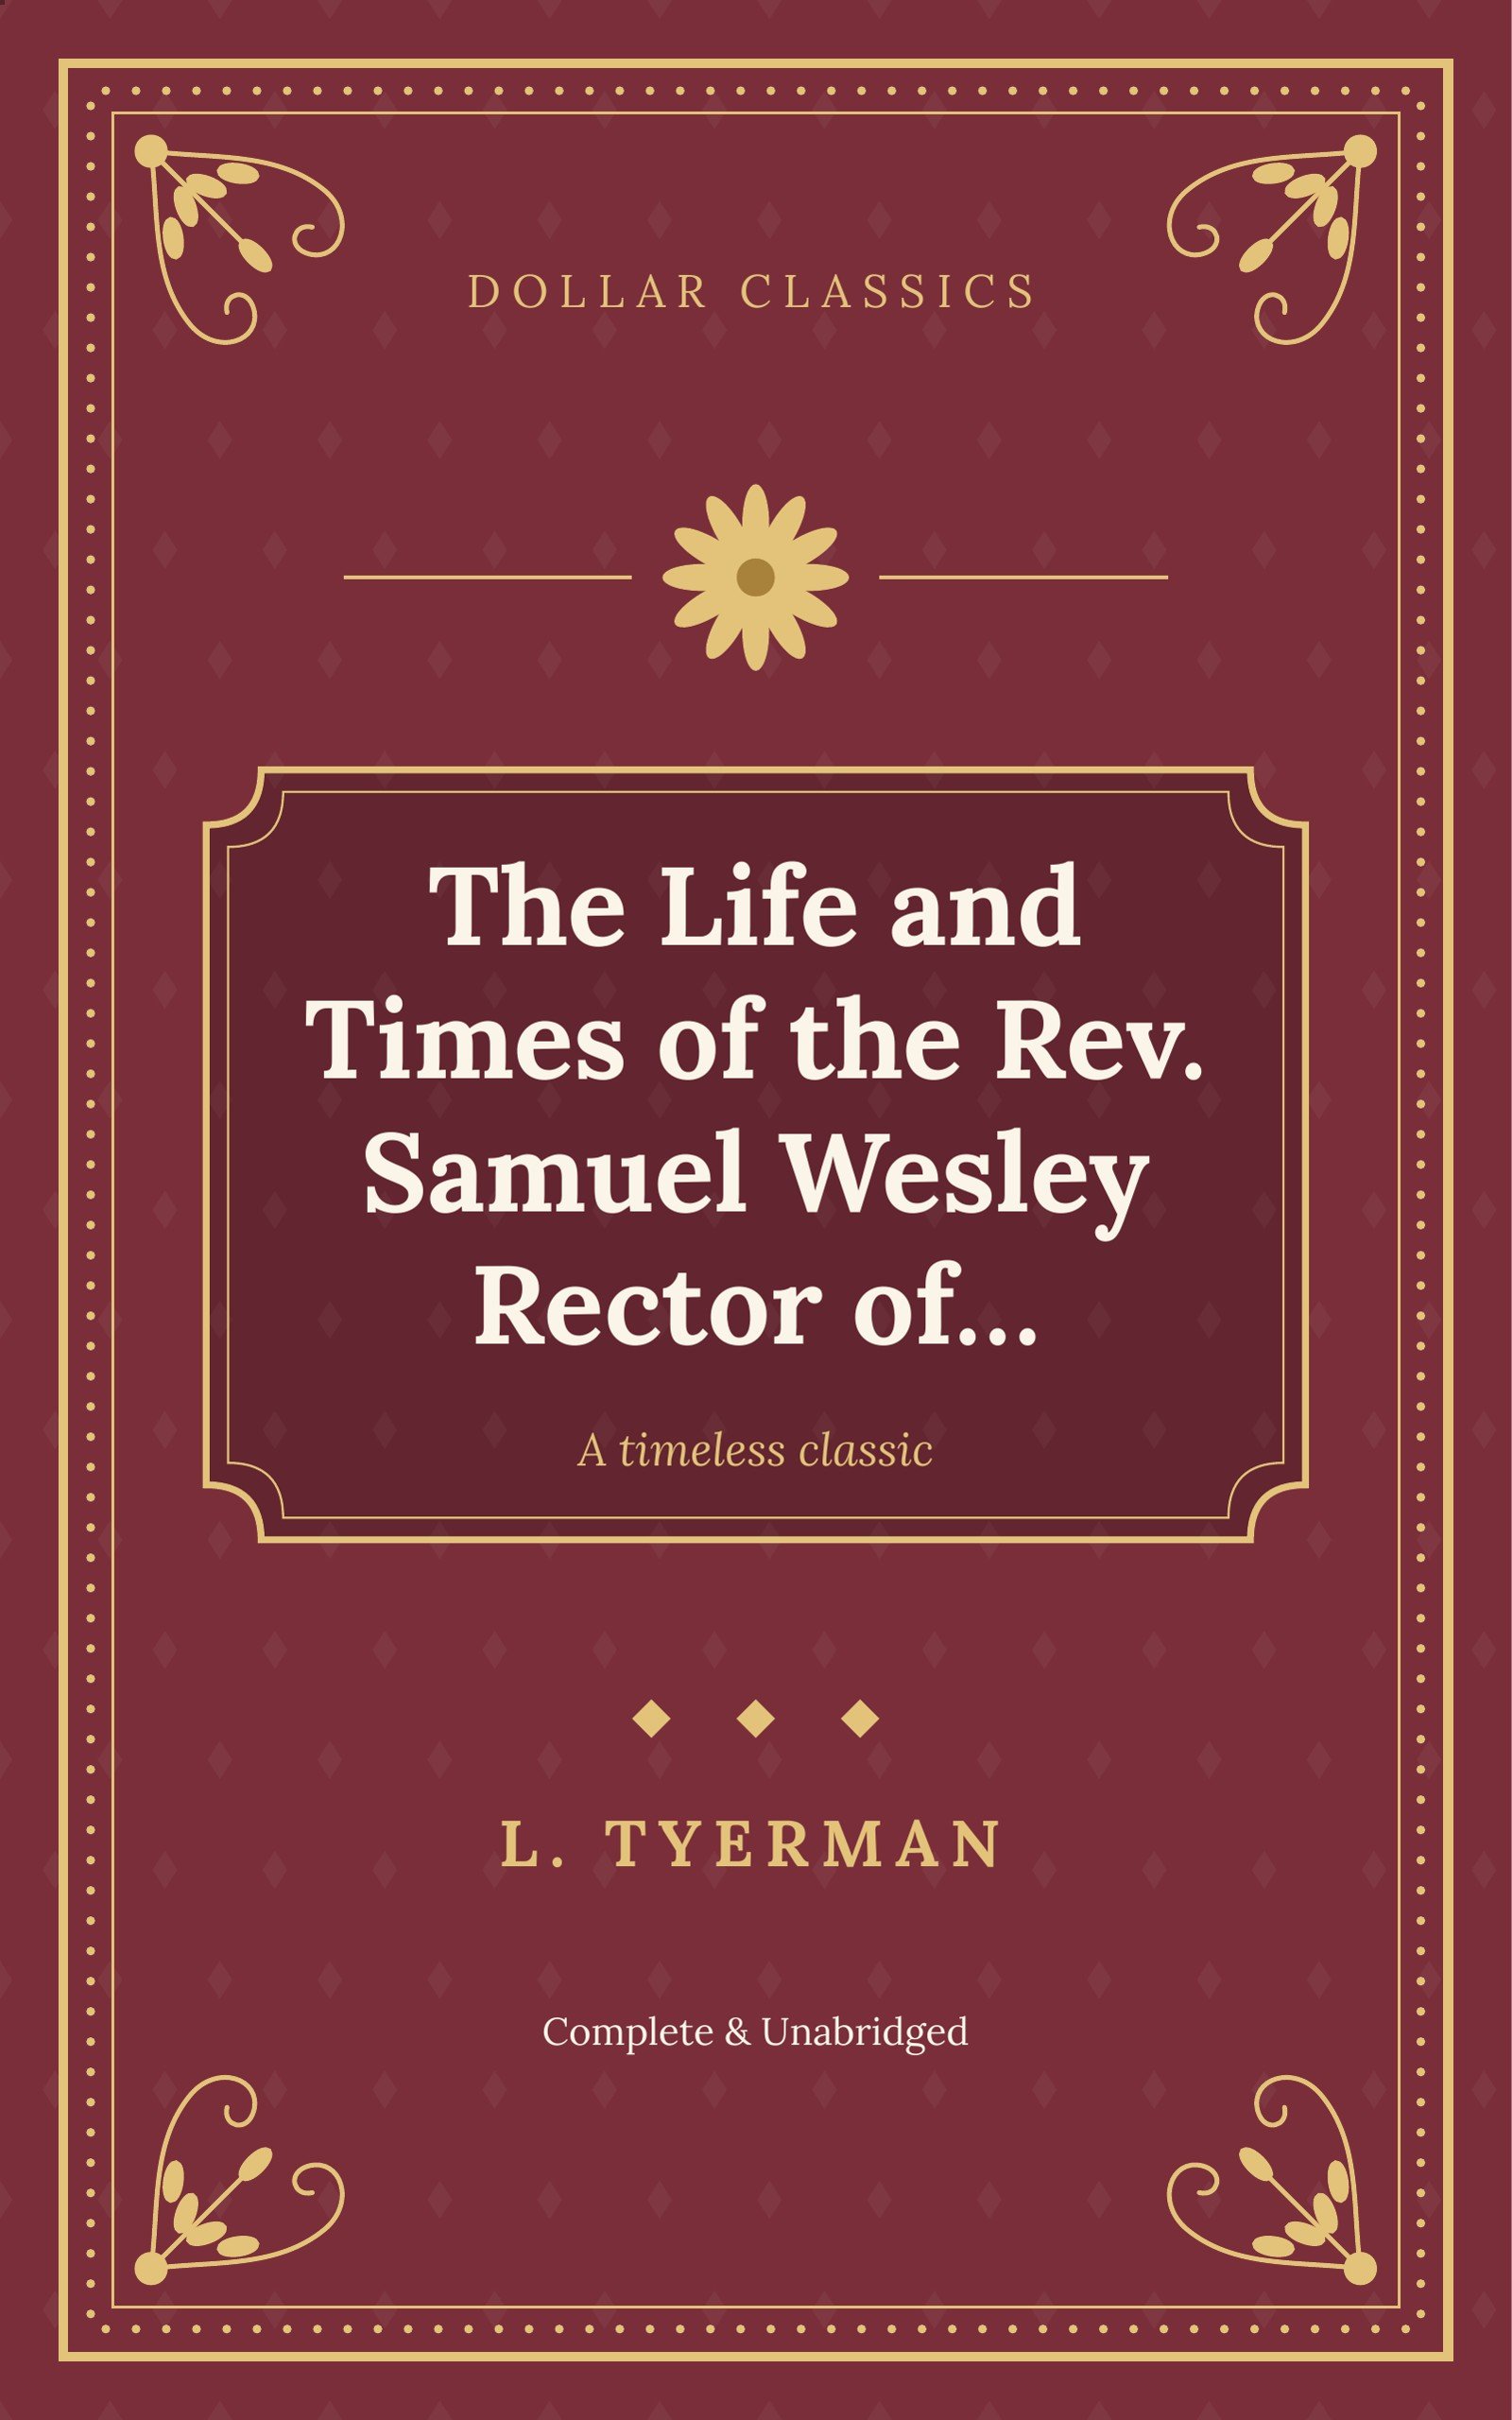 DOLLAR CLASSICS
The Life and
Times of the Rev.
Samuel Wesley
Rector of...
A timeless classic
L. TYERMAN
Complete & Unabridged